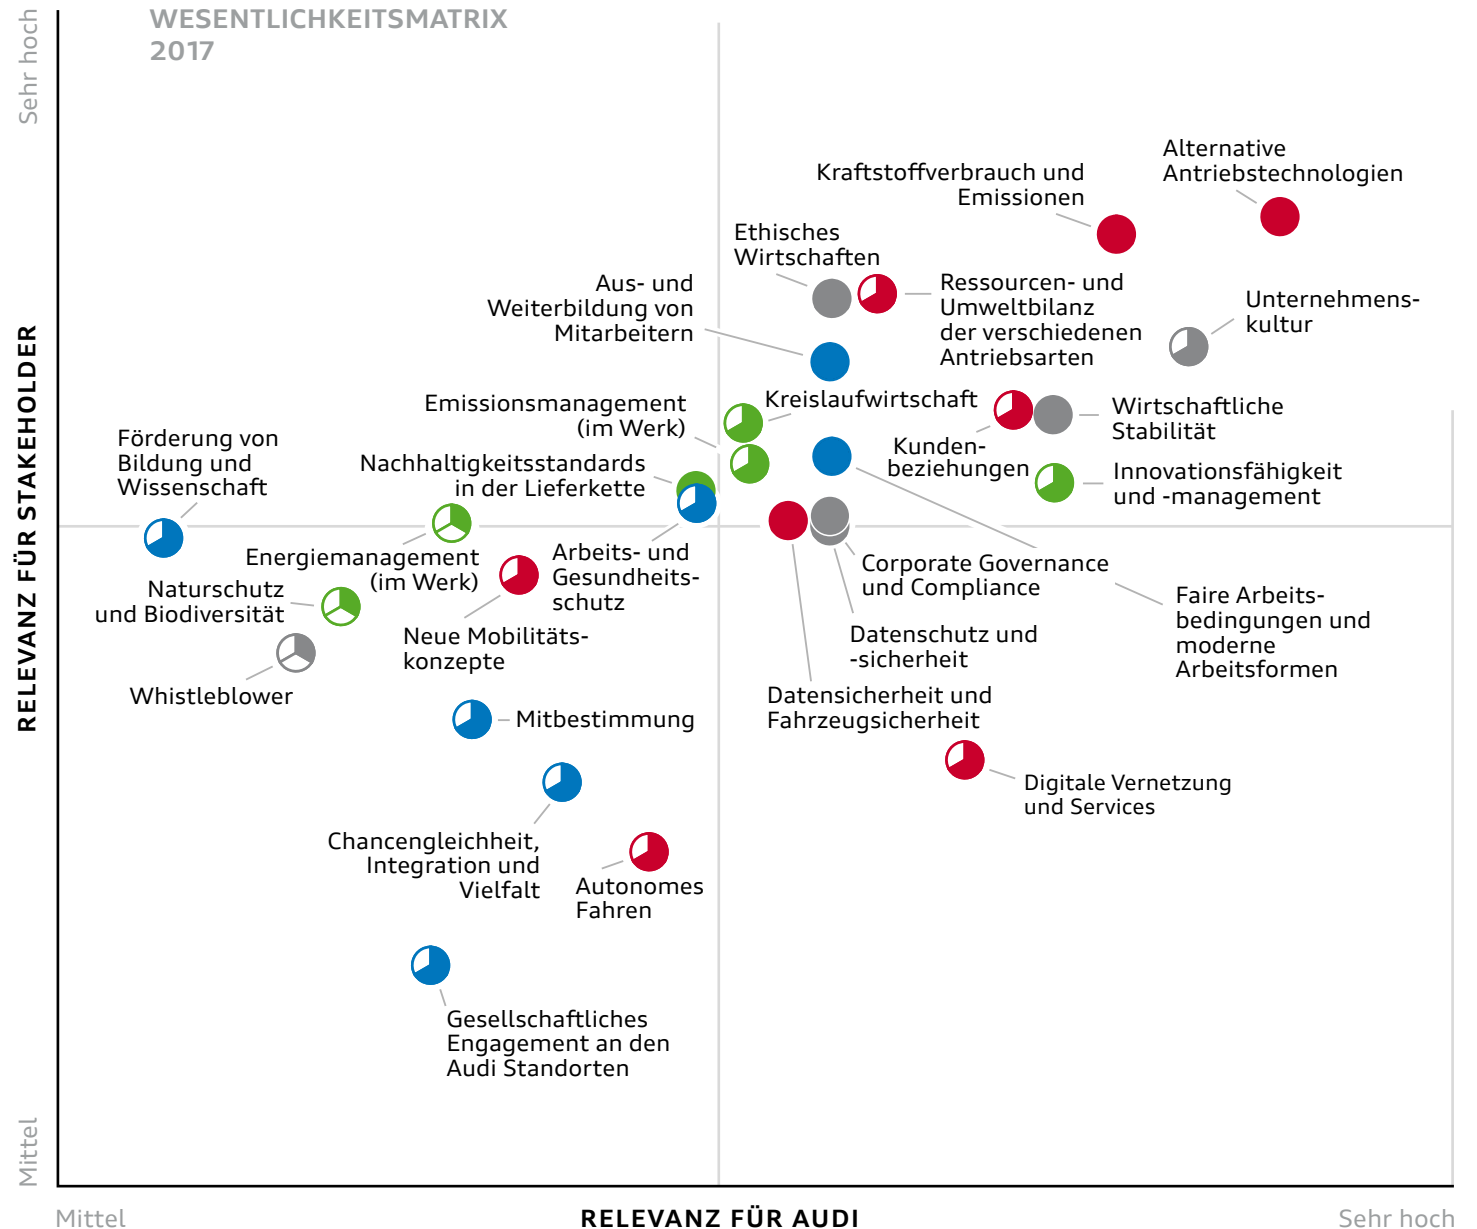 WESENTLICHKEITSMATRIX
2017
Sehr hoch
RELEVANZ FÜR STAKEHOLDER
Mittel
Alternative
Antriebstechnologien
Kraftstoffverbrauch und
Emissionen
Ethisches
Wirtschaften
Aus- und
Weiterbildung von
Mitarbeitern
Ressourcen- und
Umweltbilanz
der verschiedenen
Antriebsarten
Unternehmens-
kultur
Emissionsmanagement
(im Werk)
Kreislaufwirtschaft
Wirtschaftliche
Stabilität
Kunden-
beziehungen
Förderung von
Bildung und
Wissenschaft
Nachhaltigkeitsstandards
in der Lieferkette
Innovationsfähigkeit
und -management
Energiemanagement
(im Werk)
Arbeits- und
Gesundheits-
schutz
Corporate Governance
und Compliance
Naturschutz
und Biodiversität
Faire Arbeits-
bedingungen und
moderne
Arbeitsformen
Neue Mobilitäts-
konzepte
Datenschutz und
-sicherheit
Whistleblower
Datensicherheit und
Fahrzeugsicherheit
Mitbestimmung
Digitale Vernetzung
und Services
Chancengleichheit,
Integration und
Vielfalt
Autonomes
Fahren
Gesellschaftliches
Engagement an den
Audi Standorten
Mittel
RELEVANZ FÜR AUDI
Sehr hoch